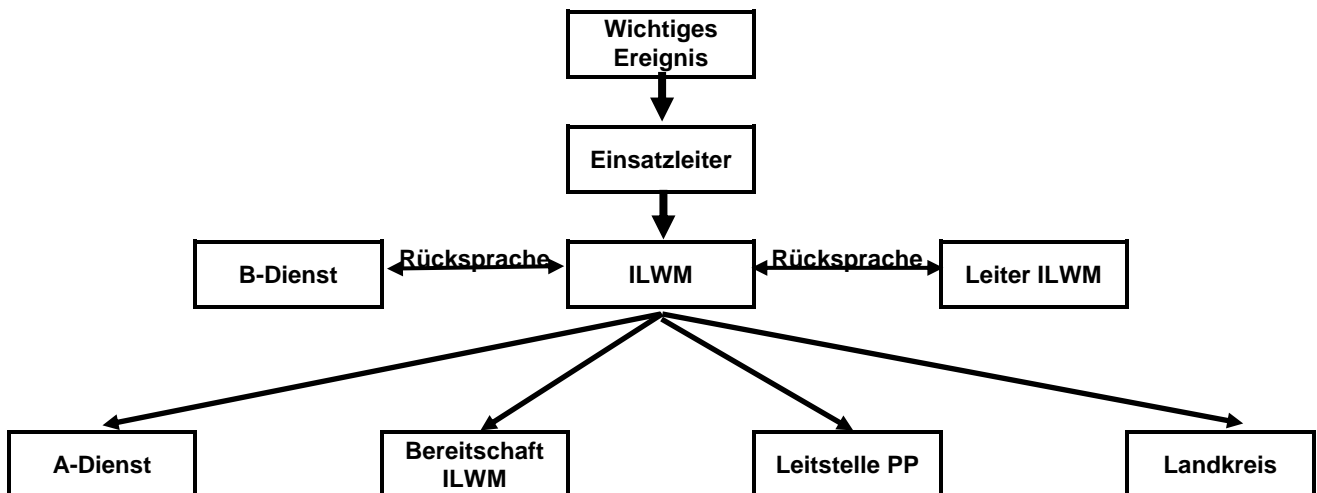 Wichtiges
Ereignis
Einsatzleiter
B-Dienst
Rücksprache
ILWM
Rücksprache
Leiter ILWM
A-Dienst
Bereitschaft
ILWM
Leitstelle PP
Landkreis